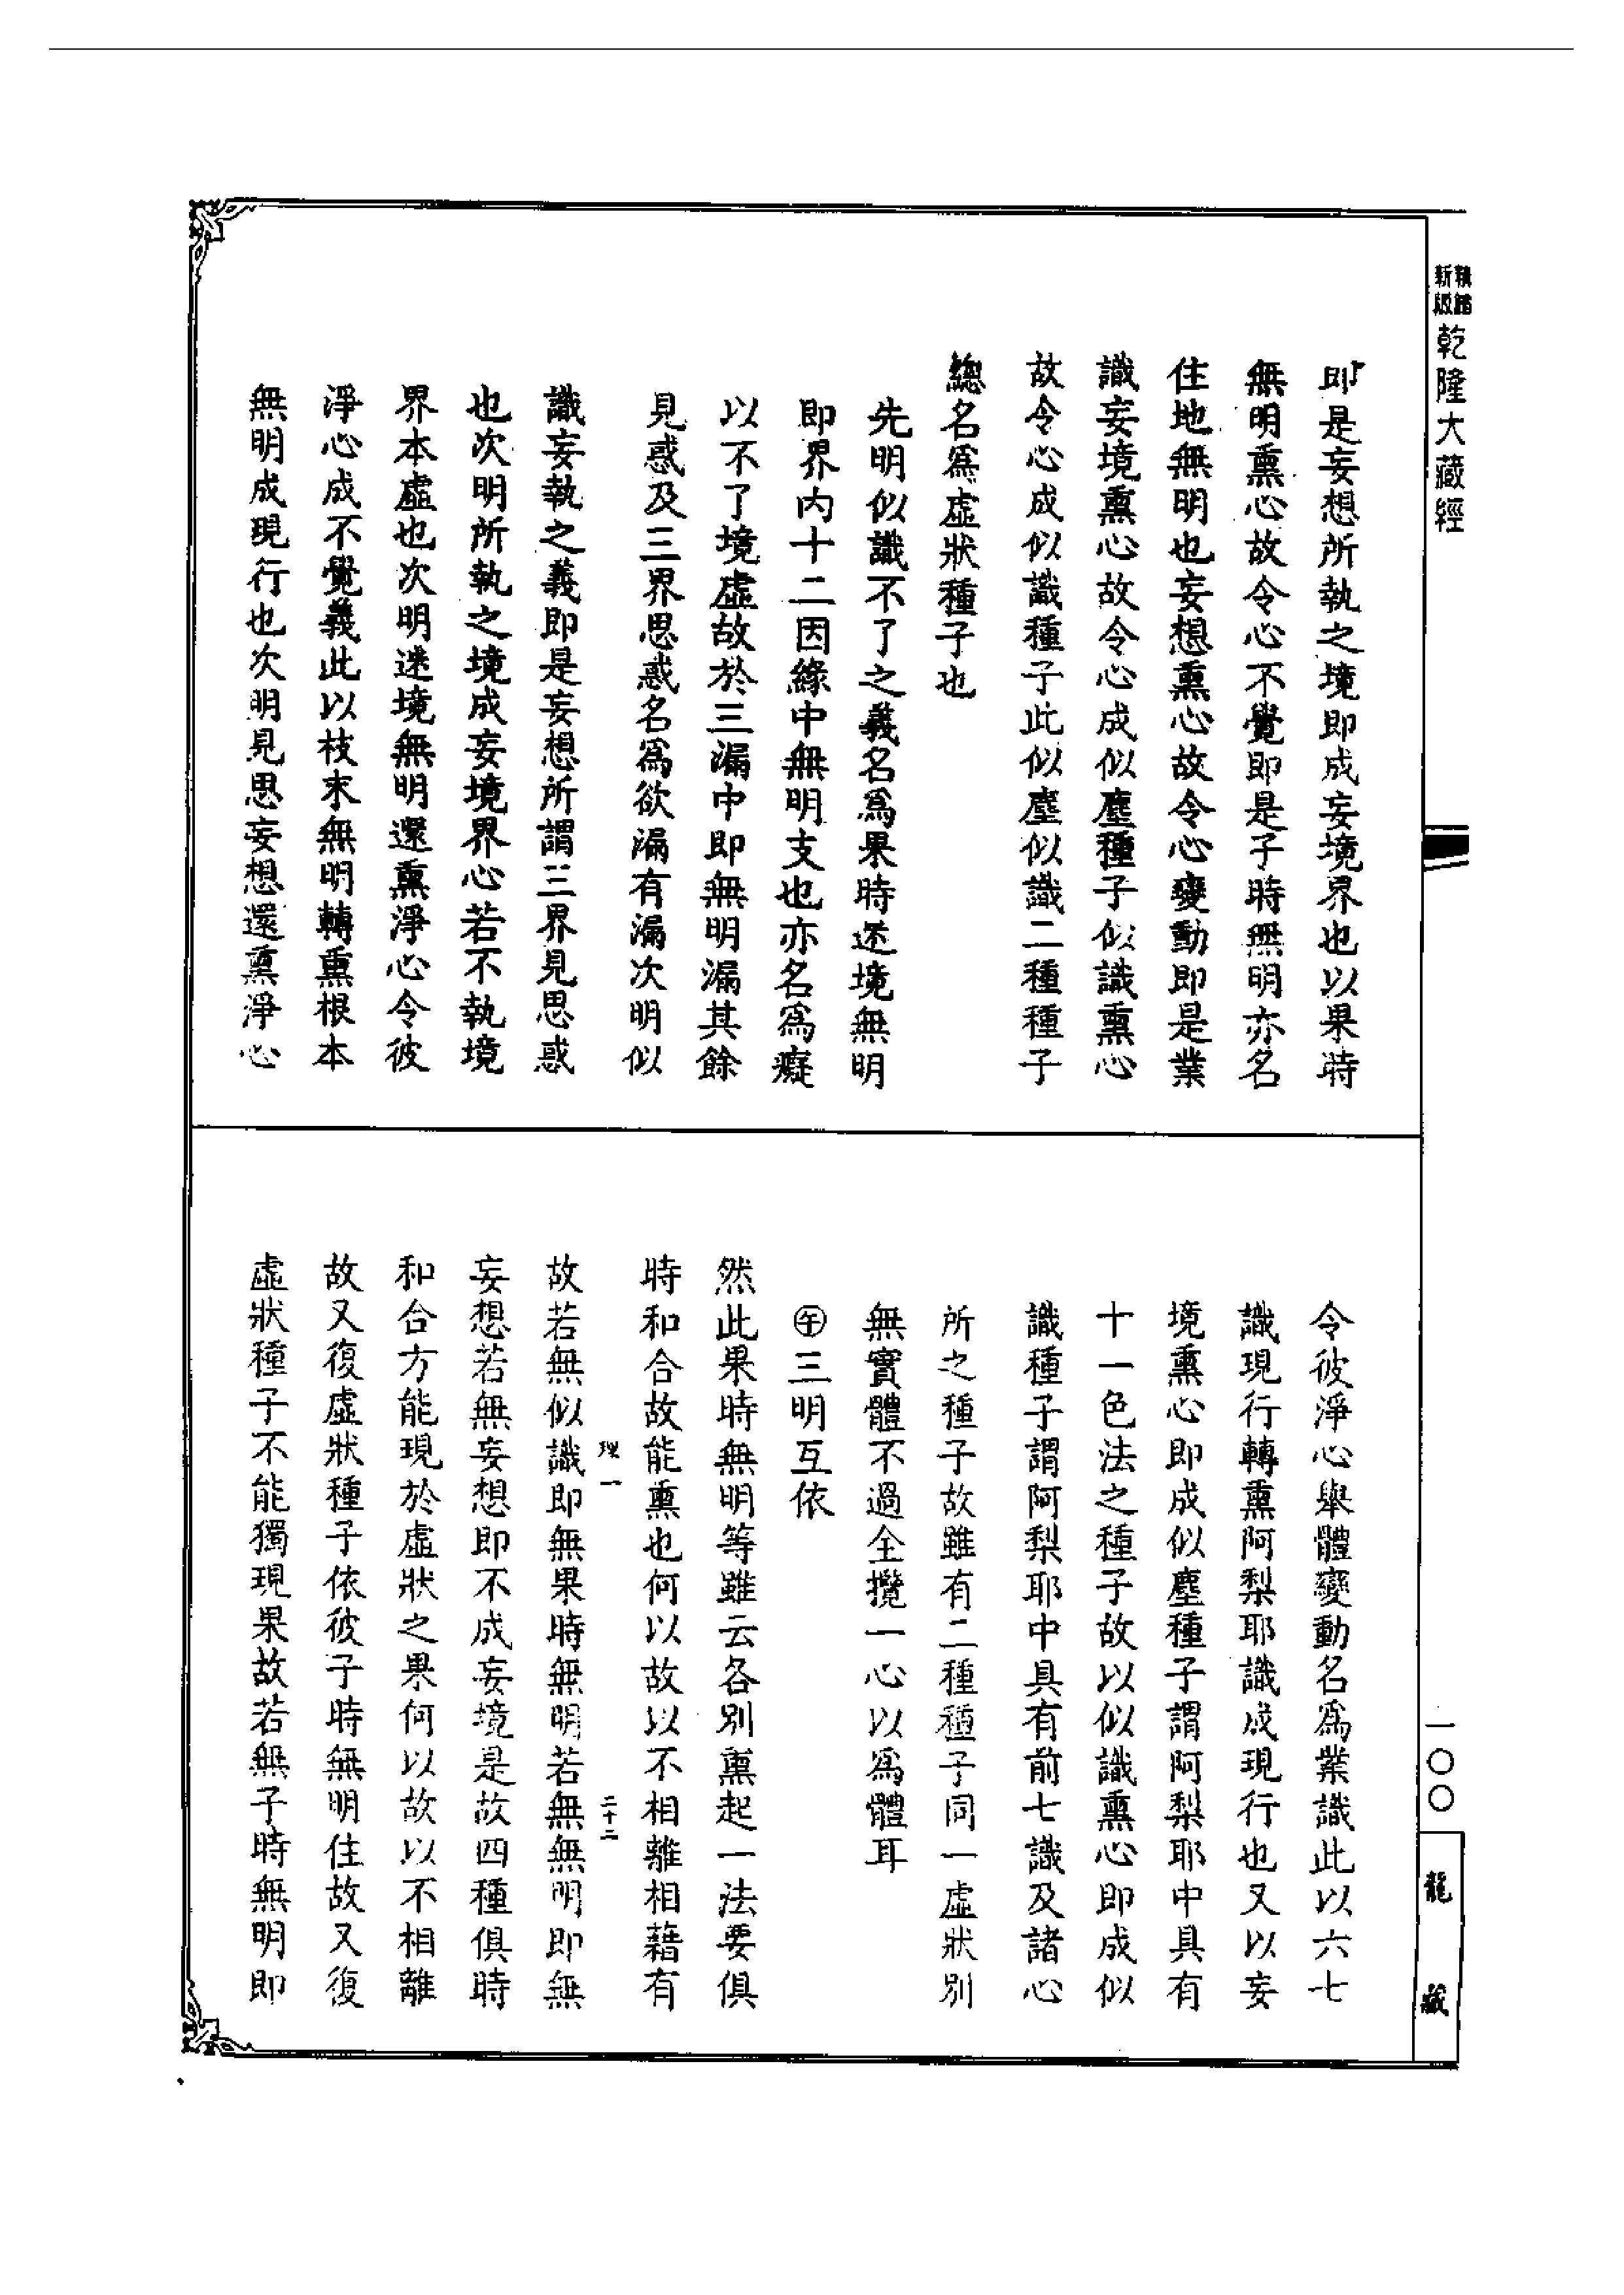 新版
乾隆大藏經
即是妄想所執之境即成妄境界也以果時
無明熏心故令心不覺即是子時無明亦名
住地無明也妄想熏心故令心變動即是業
識妄境熏心故令心成似塵種子似識熏心
故令心成似識種子此似塵似識二種種子
總名為虛狀種子也
先明似識不了之義名為果時迷境無明
即界內十二因緣中無明支也亦名為癡
以不了境虛故於三漏中即無明漏其餘
見惑及三界思惑名為欲漏有漏次明似
識妄執之義即是妄想所謂三界見思惑
也次明所執之境成妄境界心若不執境
界本虛也次明迷境無明還熏淨心令彼
淨心成不覺義此以枝末無明轉熏根本
無明成現行也次明見思妄想還熏淨心
令彼淨心舉體變動名為業識此以六七
識現行轉熏阿梨耶識成現行也又以妄
境熏心即成似塵種子謂阿梨耶中具有
十一色法之種子故以似識熏心即成似
識種子謂阿梨耶中具有前七識及諸心
所之種子故雖有二種種子同一虛狀別
無實體不過全攬一心以為體耳
㊌三明互依
然此果時無明等雖云各別熏起一法要俱
時和合故能熏也何以故以不相離相藉有
理一
二十二
故若無似識即無果時無明若無無明即無
妄想若無妄想即不成妄境是故四種俱時
和合方能現於虛狀之果何以故以不相離
故又復虛狀種子依彼子時無明住故又復
虛狀種子不能獨現果故若無子時無明即
一〇〇
龍藏